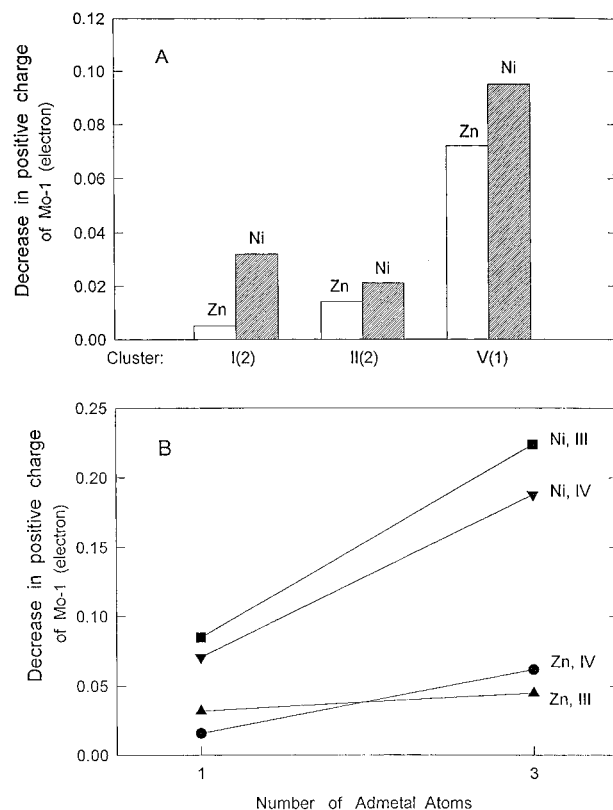 A
Decrease in positive charge
of Mo-1 (electron)
0.12
0.10
0.08
0.06
0.04
0.02
0.00
Zn
Ni
Zn
Ni
Zn
Ni
Cluster:
I(2)
II(2)
V(1)
B
Decrease in positive charge
of Mo-1 (electron)
0.25
0.20
0.15
0.10
0.05
0.00
Ni, III
Ni, IV
Zn, IV
Zn, III
1
3
Number of Admetal Atoms